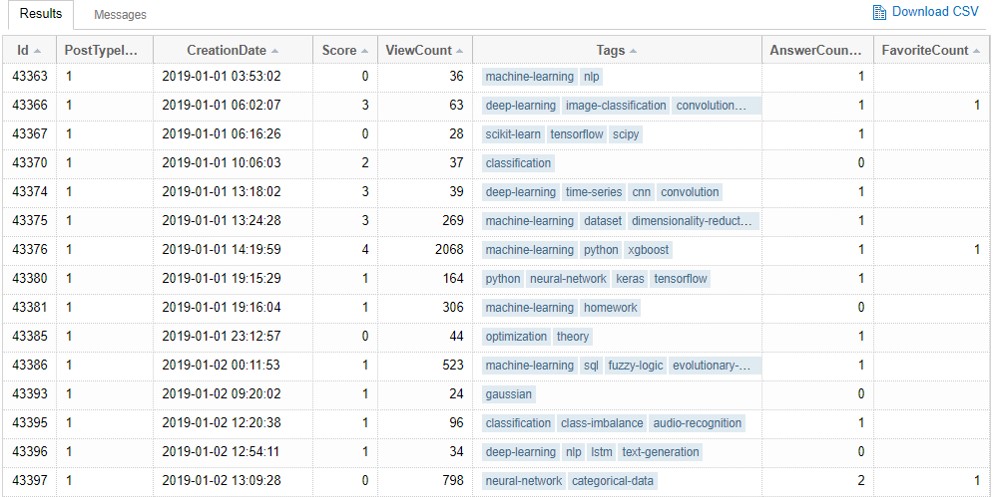 Results Messages Download CSV
Id PostTypeI... CreationDate Score ViewCount Tags AnswerCoun... FavoriteCount
43363 1 2019-01-01 03:53:02 0 36 machine-learning nlp 1
43366 1 2019-01-01 06:02:07 3 63 deep-learning image-classification convolution... 1 1
43367 1 2019-01-01 06:16:26 0 28 scikit-learn tensorflow scipy 1
43370 1 2019-01-01 10:06:03 2 37 classification 0
43374 1 2019-01-01 13:18:02 3 39 deep-learning time-series cnn convolution 1
43375 1 2019-01-01 13:24:28 3 269 machine-learning dataset dimensionality-reduct... 1
43376 1 2019-01-01 14:19:59 4 2068 machine-learning python xgboost 1 1
43380 1 2019-01-01 19:15:29 1 164 python neural-network keras tensorflow 1
43381 1 2019-01-01 19:16:04 1 306 machine-learning homework 0
43385 1 2019-01-01 23:12:57 0 44 optimization theory 1
43386 1 2019-01-02 00:11:53 1 523 machine-learning sql fuzzy-logic evolutionary-... 1
43393 1 2019-01-02 09:20:02 1 24 gaussian 0
43395 1 2019-01-02 12:20:38 1 96 classification class-imbalance audio-recognition 1
43396 1 2019-01-02 12:54:11 1 34 deep-learning nlp lstm text-generation 0
43397 1 2019-01-02 13:09:28 0 798 neural-network categorical-data 2 1